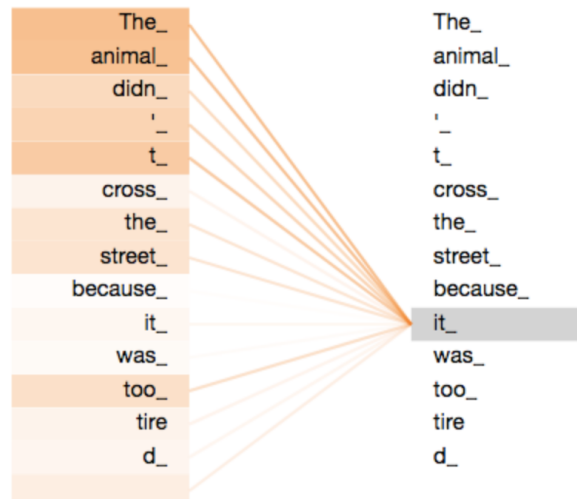 The_ The_
animal_ animal_
didn_ didn_
'_ '_
t_ t_
cross_ cross_
the_ the_
street_ street_
because_ because_
it_ it_
was_ was_
too_ too_
tire tire
d_ d_